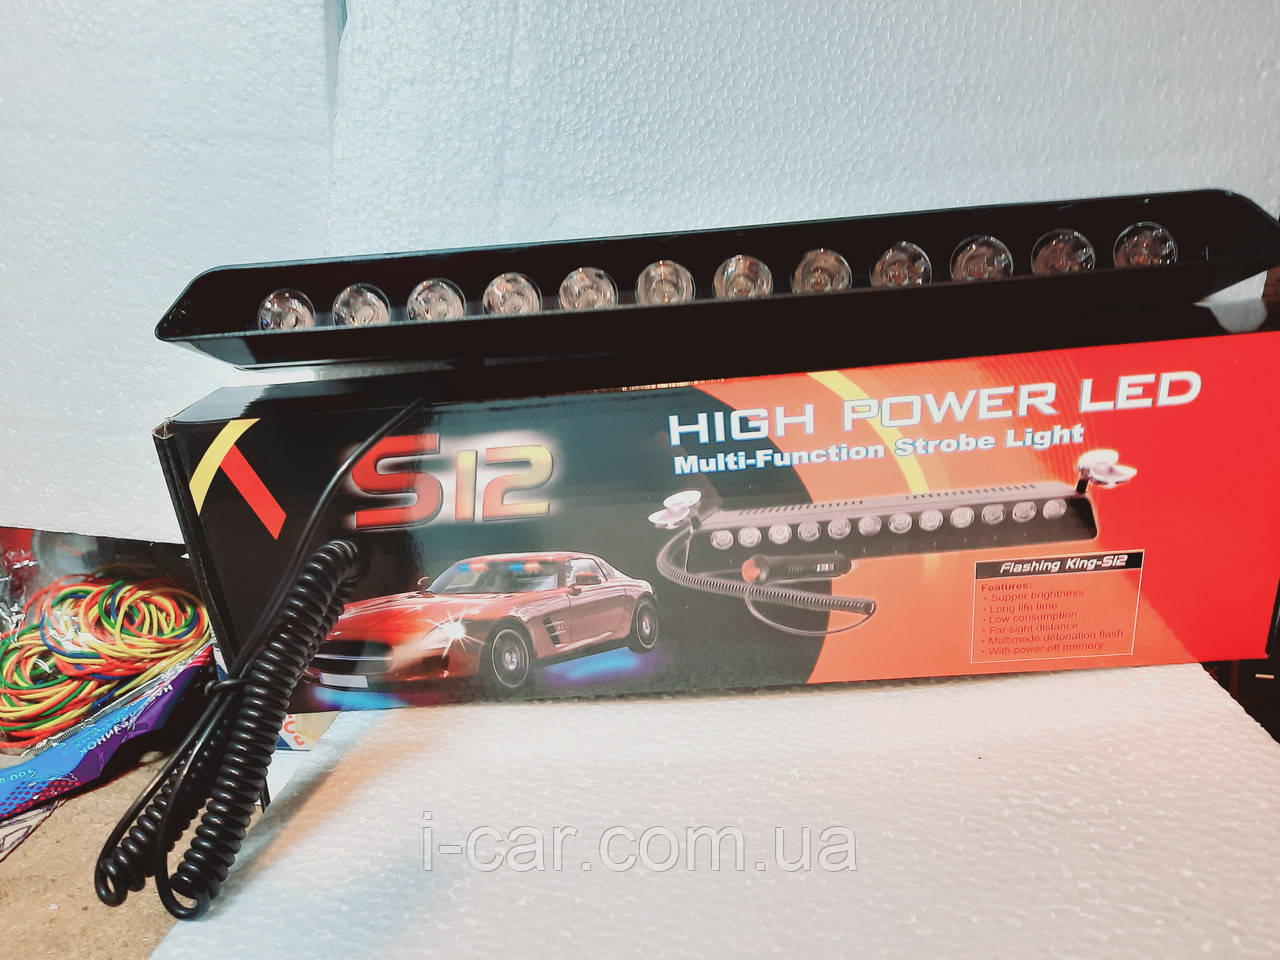 S12
HIGH POWER LED
Multi-Function Strobe Light
Flashing King-S12
Features:
· Supper brightness
· Long life time
· Low consumption
· Far sight distance
· Multimode detonation flash
· With power off memory
i-car.com.ua